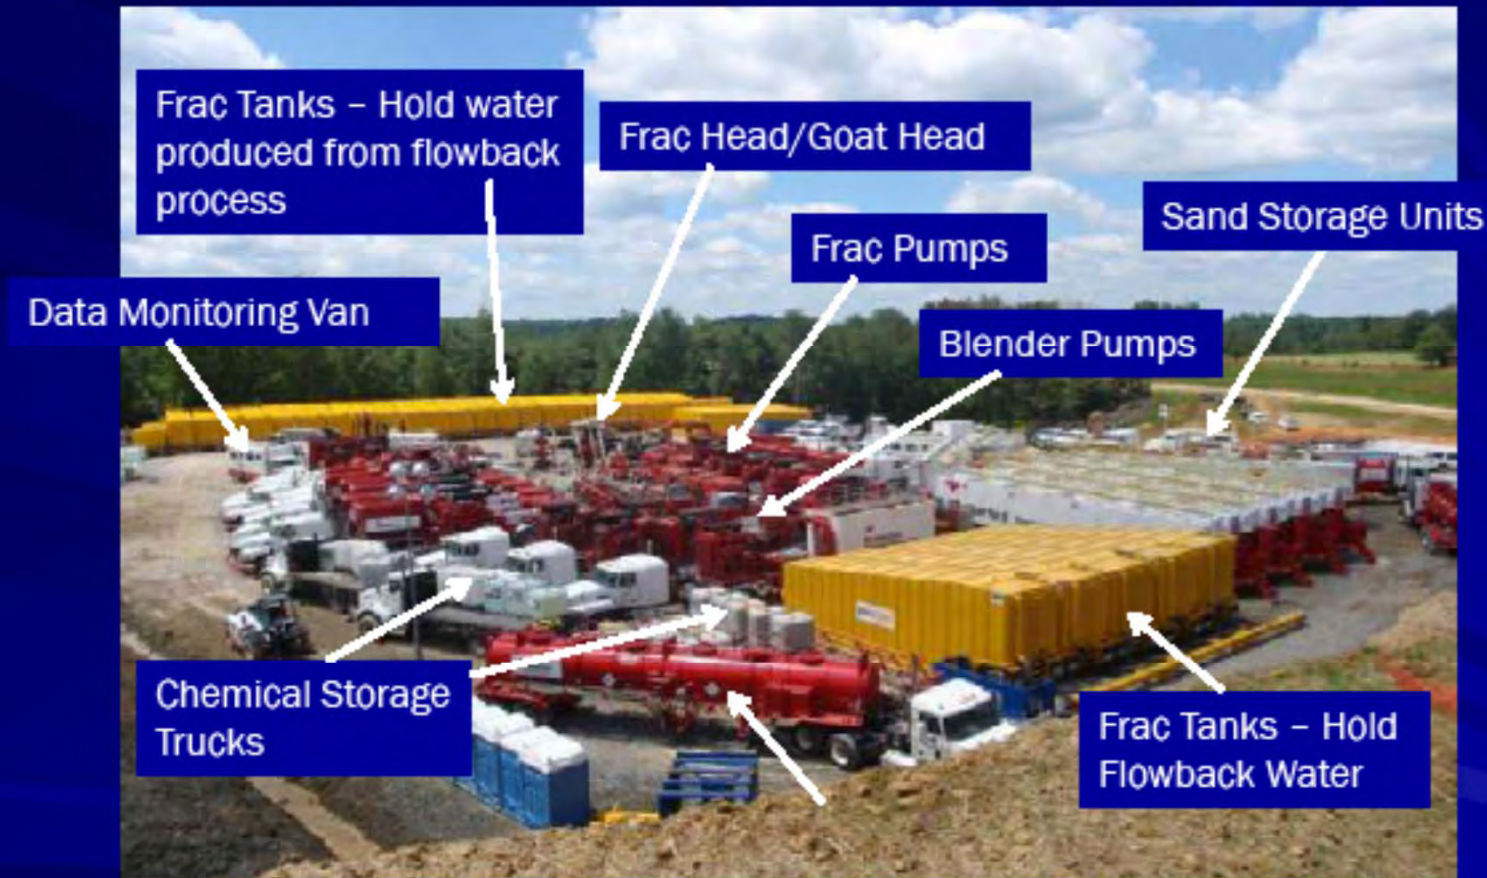 Frac Tanks – Hold water
produced from flowback
process
Frac Head/Goat Head
Sand Storage Units
Frac Pumps
Data Monitoring Van
Blender Pumps
Chemical Storage
Trucks
Frac Tanks – Hold
Flowback Water